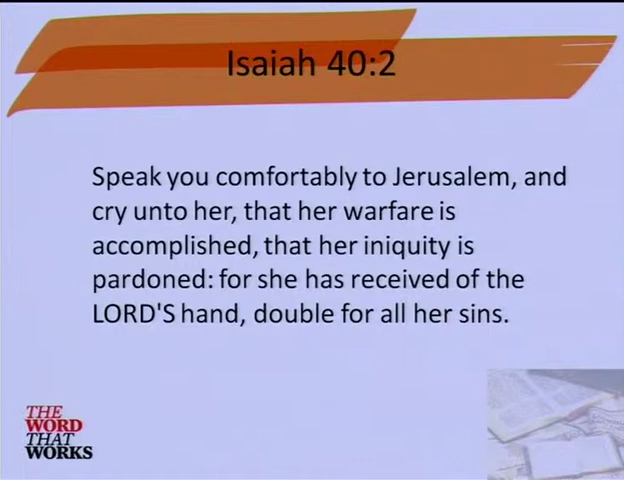 Isaiah 40:2
Speak you comfortably to Jerusalem, and
cry unto her, that her warfare is
accomplished, that her iniquity is
pardoned: for she has received of the
LORD'S hand, double for all her sins.
THE
WORD
THAT
WORKS